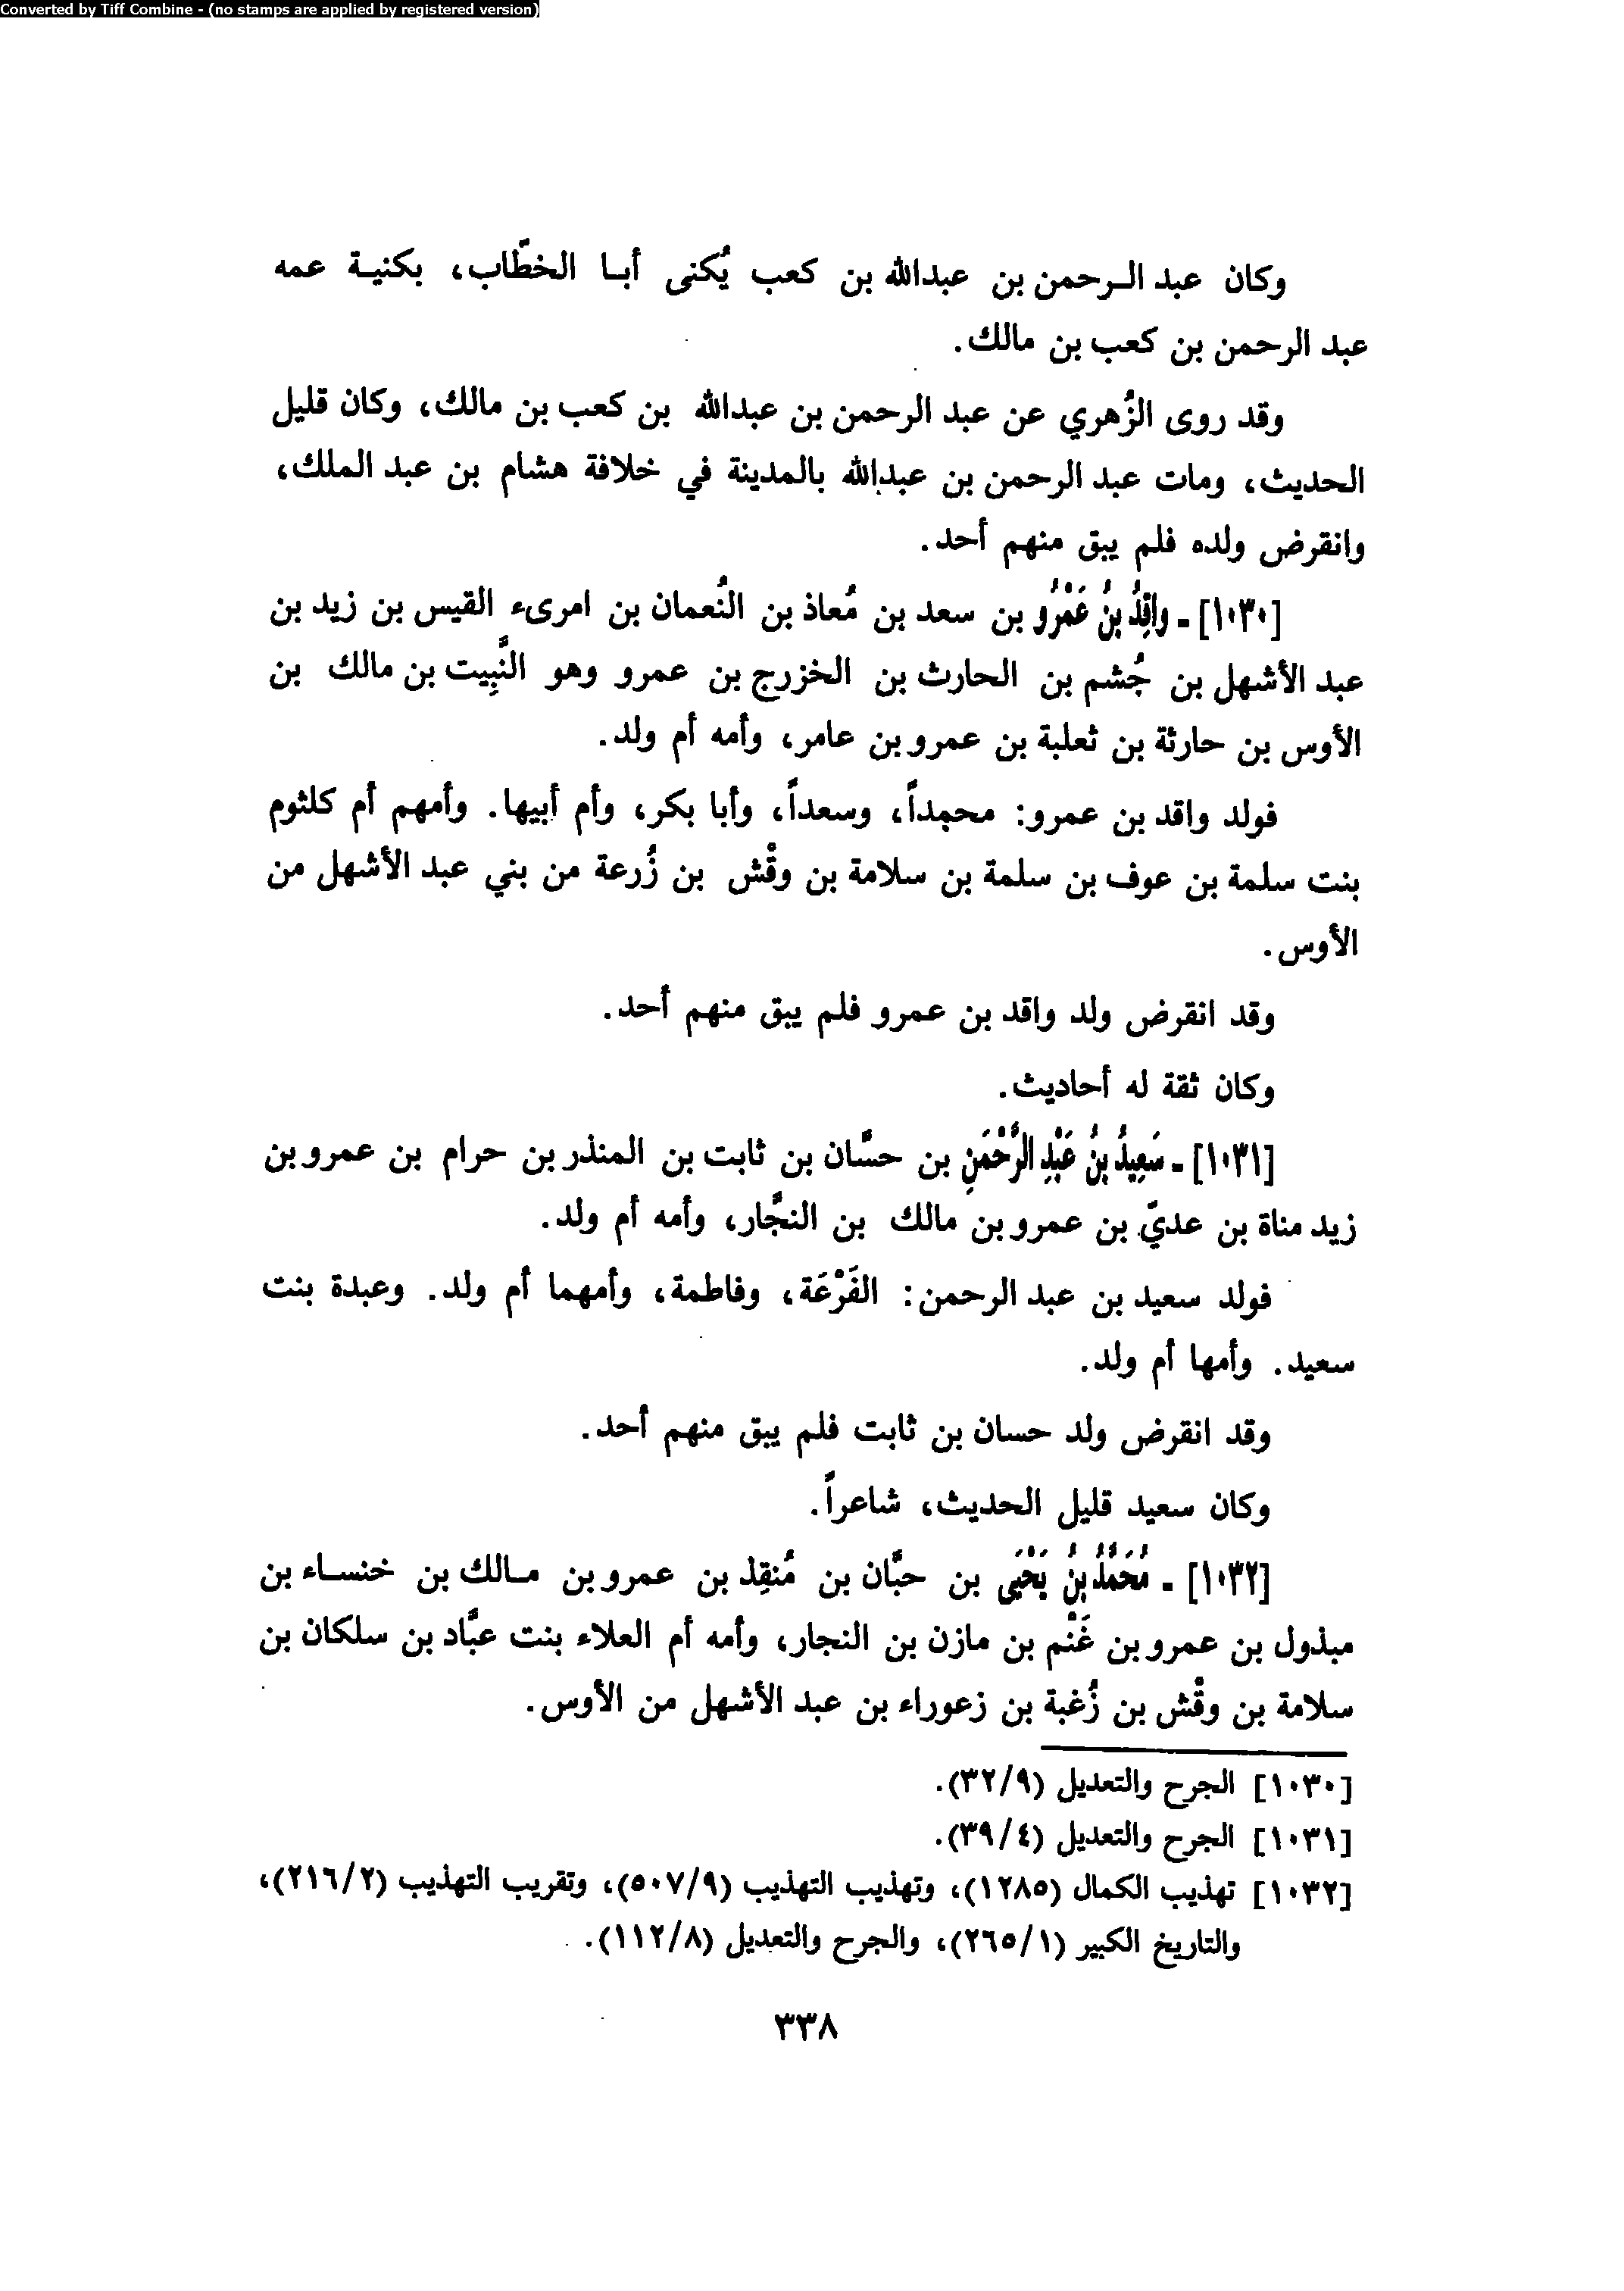 Converted by Tiff Combine - (no stamps are applied by registered version)
وكان عبد الـرحمن بن عبدالله بن كعب يُكنى أبـا الخطّاب، بكنيـة عمه
عبد الرحمن بن كعب بن مالك.
وقد روى الزُهري عن عبد الرحمن بن عبدالله بن كعب بن مالك، وكان قليل
الحديث، ومات عبد الرحمن بن عبدالله بالمدينة في خلافة هشام بن عبد الملك،
وانقرض ولده فلم يبق منهم أحد.
[١٠٣٠] ـ واقِدُ بنُ عَمْرُو بن سعد بن مُعاذ بن النُعمان بن امرىء القيس بن زيد بن
عبد الأشهل بن جُشم بن الحارث بن الخزرج بن عمرو وهو النَّبِيت بن مالك بن
الأوس بن حارثة بن ثعلبة بن عمرو بن عامر، وأمه أم ولد.
فولد واقد بن عمرو: محمداً، وسعداً، وأبا بكر، وأم أبيها. وأمهم أم كلثوم
بنت سلمة بن عوف بن سلمة بن سلامة بن وقْش بن زُرعة من بني عبد الأشهل من
الأوس.
وقد انقرض ولد واقد بن عمرو فلم يبق منهم أحد.
وكان ثقة له أحاديث.
[١٠٣١] ـ سَعِيدُ بنُ عَبْدِ الرَّحْمَنِ بن حسَّان بن ثابت بن المنذر بن حرام بن عمرو بن
زيد مناة بن عديّ بن عمرو بن مالك بن النجَّار، وأمه أم ولد.
فولد سعيد بن عبد الرحمن: الفَرْعَة، وفاطمة، وأمهما أم ولد. وعبدة بنت
سعيد. وأمها أم ولد.
وقد انقرض ولد حسان بن ثابت فلم يبق منهم أحد.
وكان سعيد قليل الحديث، شاعراً.
[١٠٣٢] ـ مُحَمَّدُ بنُ يَحْيَى بن حبَّان بن مُنقِذ بن عمرو بن مـالك بن خنسـاء بن
مبذول بن عمرو بن غَنْم بن مازن بن النجار، وأمه أم العلاء بنت عبَّاد بن سلكان بن
سلامة بن وقْش بن زُغبة بن زعوراء بن عبد الأشهل من الأوس.
[١٠٣٠] الجرح والتعديل (٣٢/٩).
[١٠٣١] الجرح والتعديل (٣٩/٤).
[١٠٣٢] تهذيب الكمال (١٢٨٥)، وتهذيب التهذيب (٥٠٧/٩)، وتقريب التهذيب (٢١٦/٢)،
والتاريخ الكبير (٢٦٥/١)، والجرح والتعديل (١١٢/٨).
٣٣٨